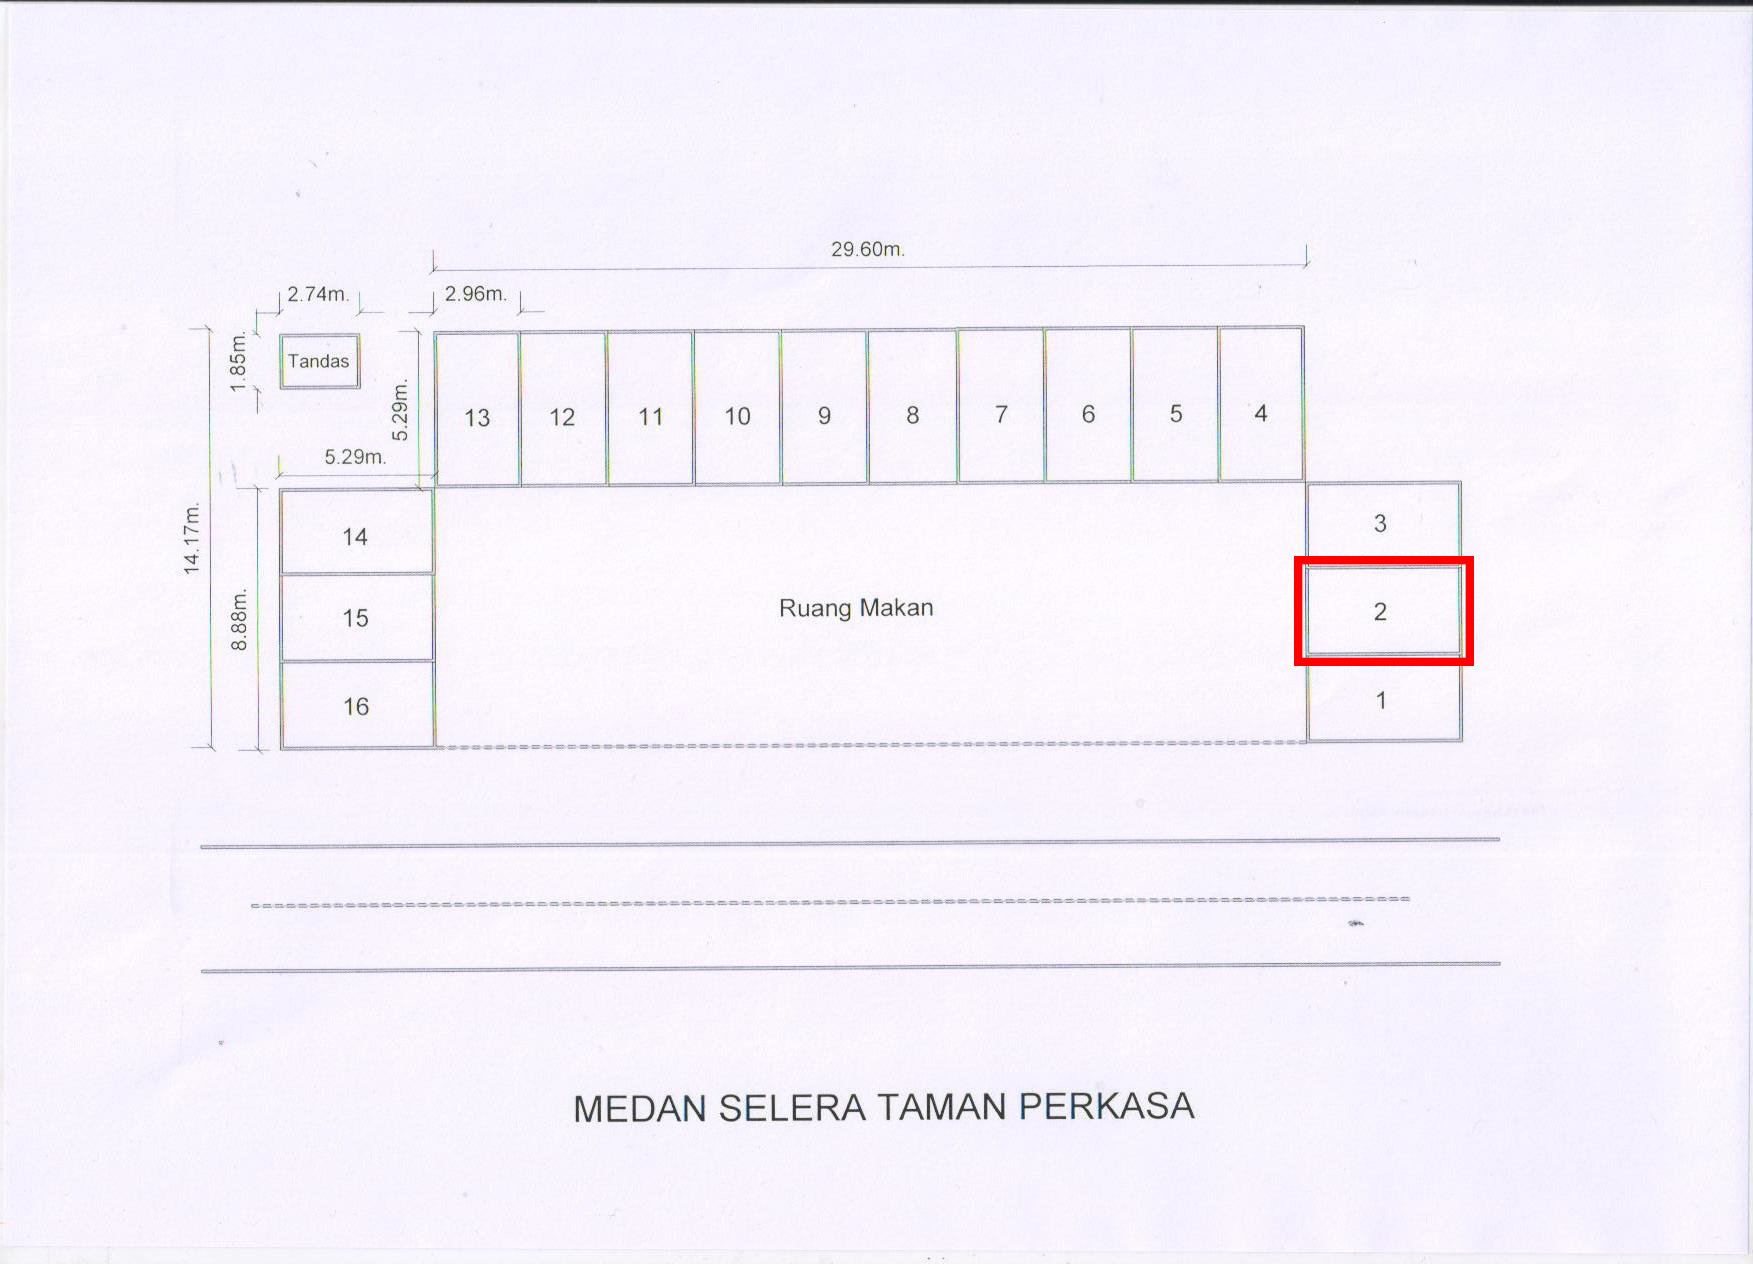 29.60m.
2.74m.
2.96m.
1.85m.
Tandas
5.29m.
13
12
11
10
9
8
7
6
5
4
5.29m.
14.17m.
8.88m.
14
15
16
Ruang Makan
3
2
1
MEDAN SELERA TAMAN PERKASA